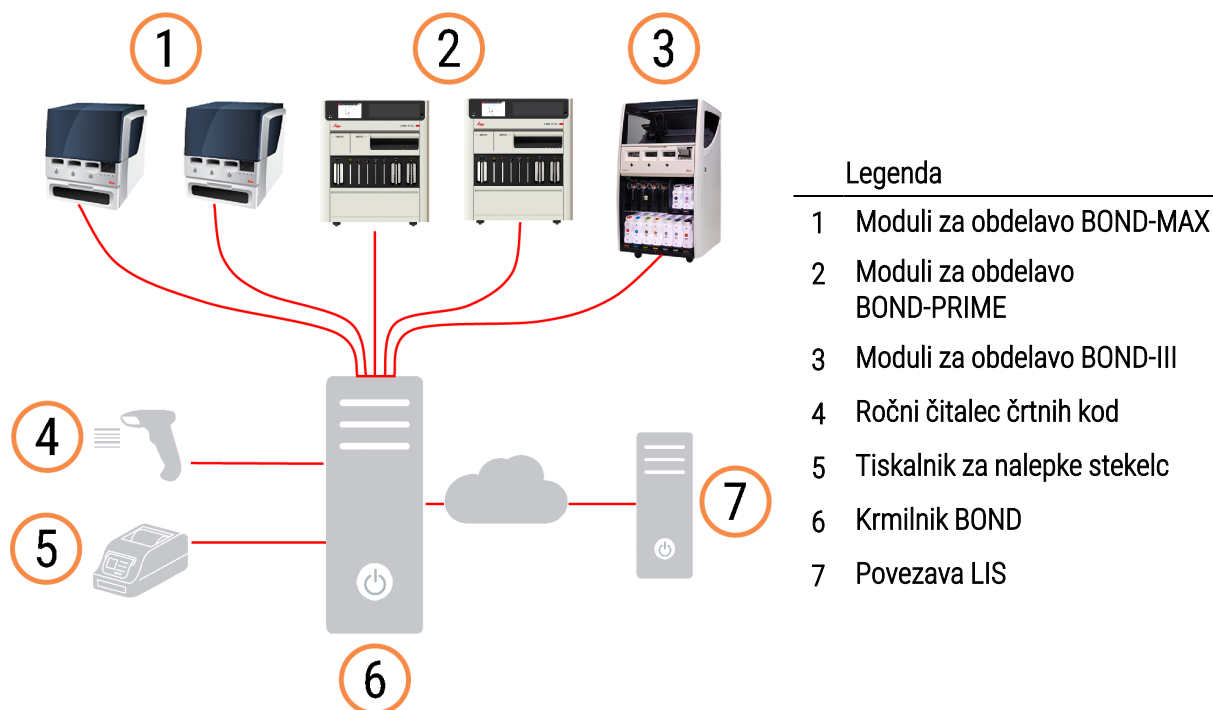 1
2
3
4
5
6
7
Legenda
1 Moduli za obdelavo BOND-MAX
2 Moduli za obdelavo
BOND-PRIME
3 Moduli za obdelavo BOND-III
4 Ročni čitalec črtnih kod
5 Tiskalnik za nalepke stekelc
6 Krmilnik BOND
7 Povezava LIS